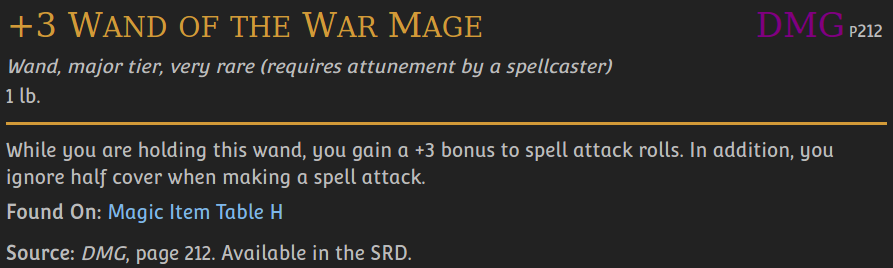 +3 WAND OF THE WAR MAGE DMG P212
Wand, major tier, very rare (requires attunement by a spellcaster)
1 lb.
While you are holding this wand, you gain a +3 bonus to spell attack rolls. In addition, you
ignore half cover when making a spell attack.
Found On: Magic Item Table H
Source: DMG, page 212. Available in the SRD.